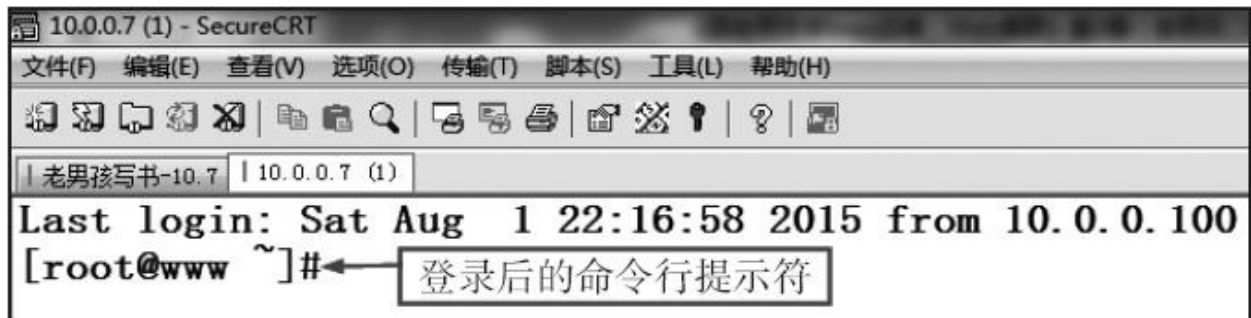 10.0.0.7 (1) - SecureCRT
文件(F) 编辑(E) 查看(V) 选项(O) 传输(T) 脚本(S) 工具(L) 帮助(H)
老男孩写书-10.7 10.0.0.7 (1)
Last login: Sat Aug  1 22:16:58 2015 from 10.0.0.100
[root@www ~]# 登录后的命令行提示符